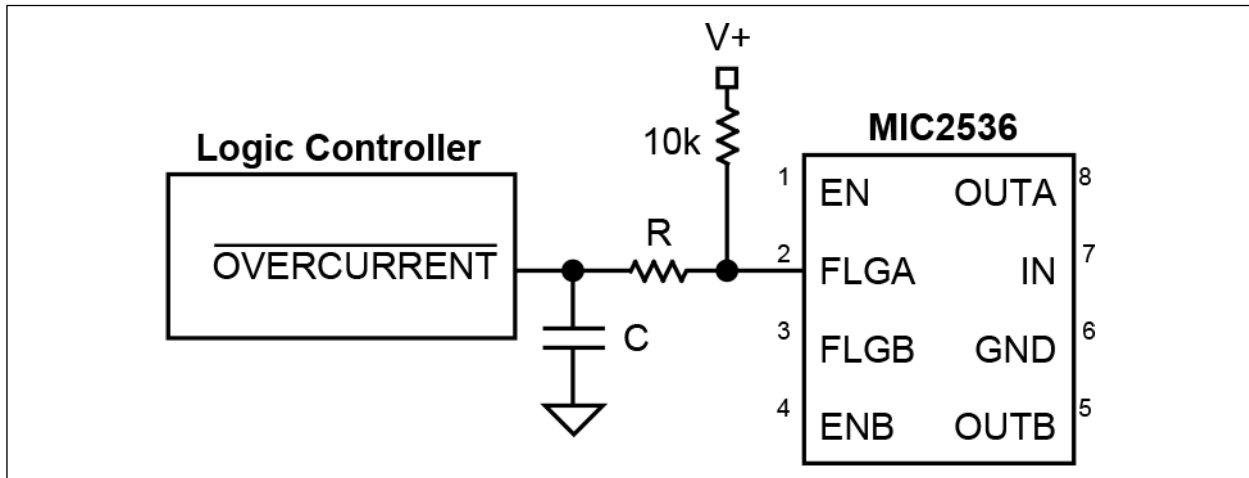 V+
10k
MIC2536
Logic Controller
OVERCURRENT
R
C
1 EN OUTA 8
2 FLGA IN 7
3 FLGB GND 6
4 ENB OUTB 5